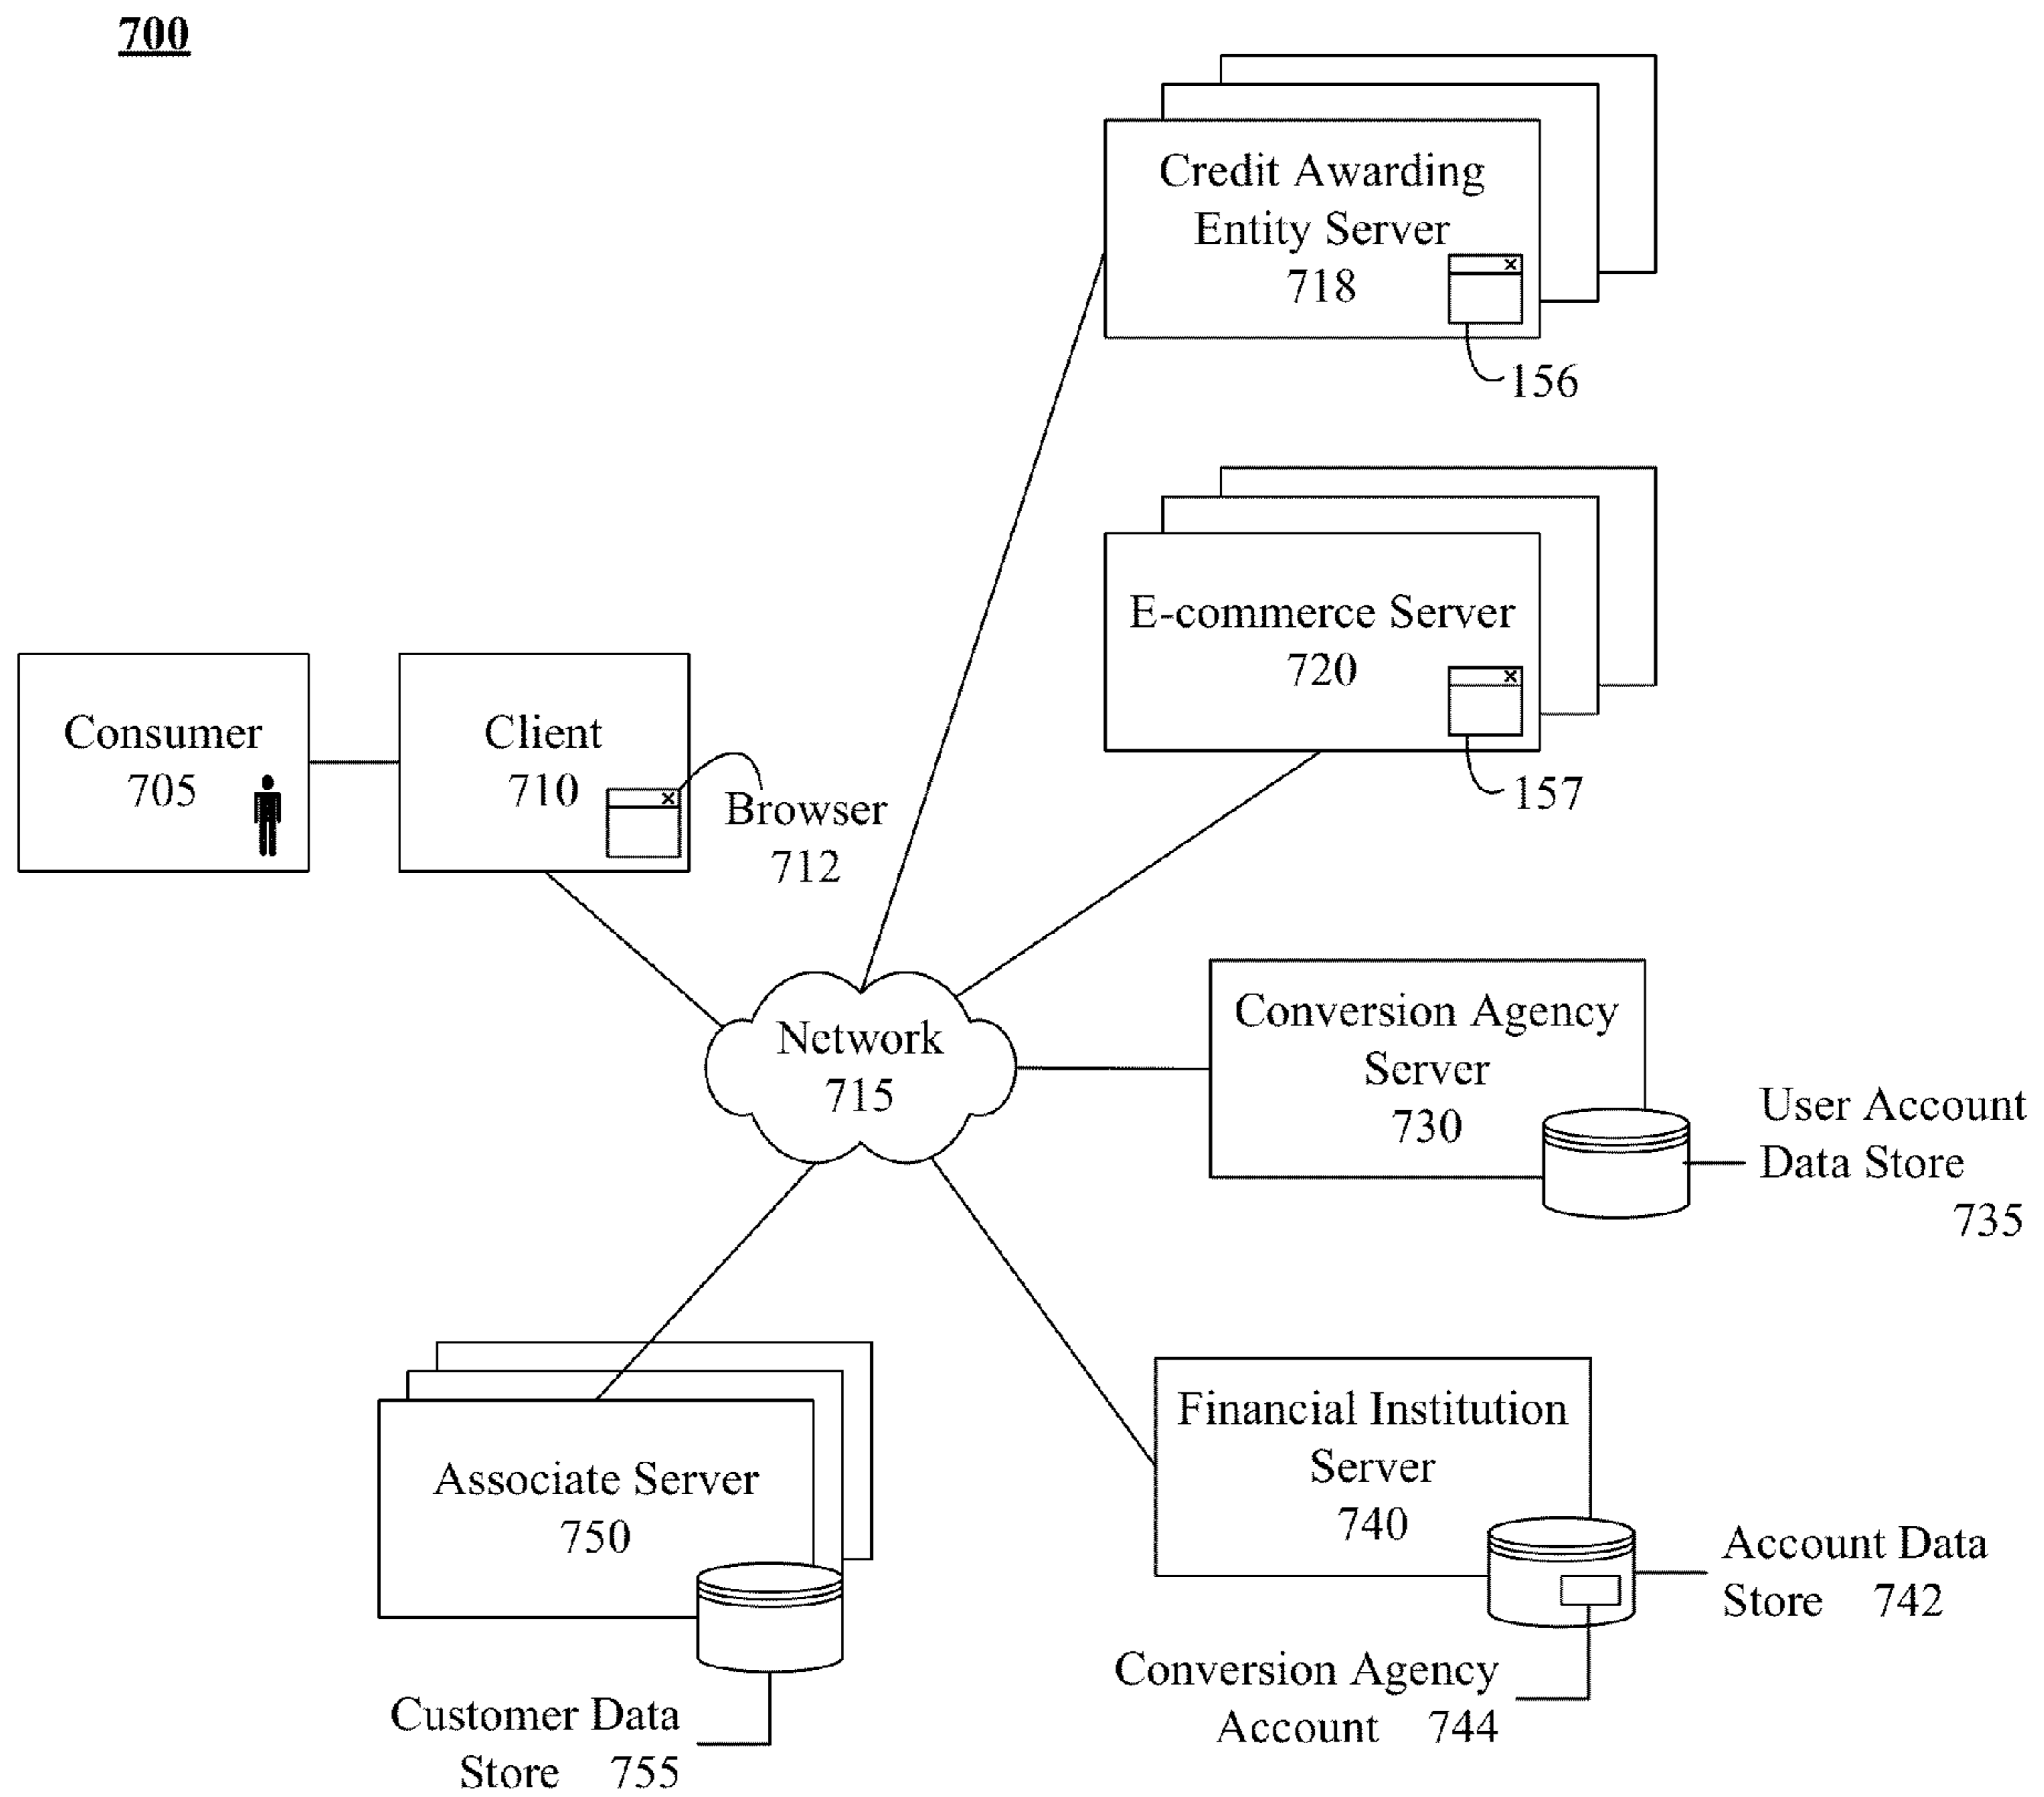 700
Credit Awarding
Entity Server
718
156
E-commerce Server
720
157
Consumer
705
Client
710
Browser
712
Network
715
Conversion Agency
Server
730
User Account
Data Store
735
Associate Server
750
Customer Data
Store 755
Financial Institution
Server
740
Account Data
Store 742
Conversion Agency
Account 744